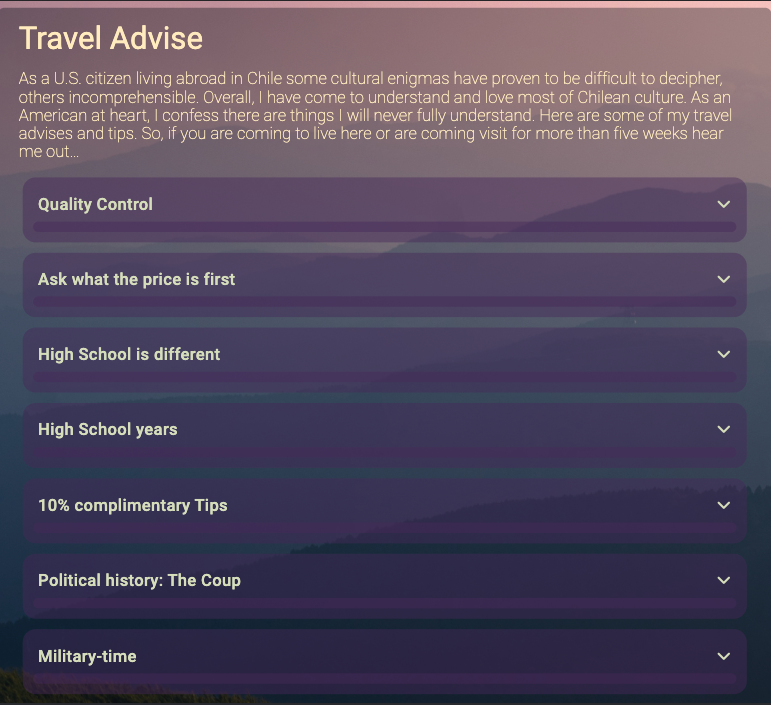 Travel Advise
As a U.S. citizen living abroad in Chile some cultural enigmas have proven to be difficult to decipher,
others incomprehensible. Overall, I have come to understand and love most of Chilean culture. As an
American at heart, I confess there are things I will never fully understand. Here are some of my travel
advises and tips. So, if you are coming to live here or are coming visit for more than five weeks hear
me out...
Quality Control
Ask what the price is first
High School is different
High School years
10% complimentary Tips
Political history: The Coup
Military-time